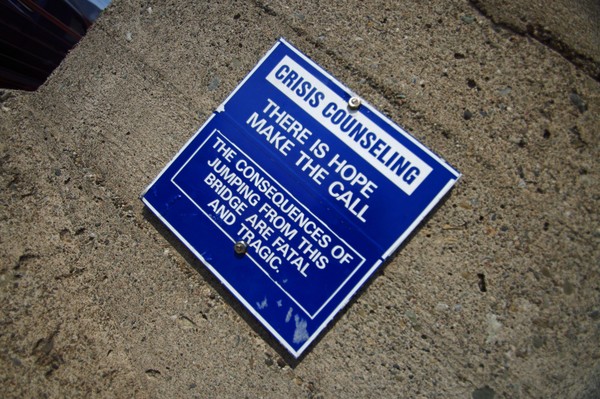 CRISIS COUNSELING
THERE IS HOPE
MAKE THE CALL
THE CONSEQUENCES OF
JUMPING FROM THIS
BRIDGE ARE FATAL
AND TRAGIC.